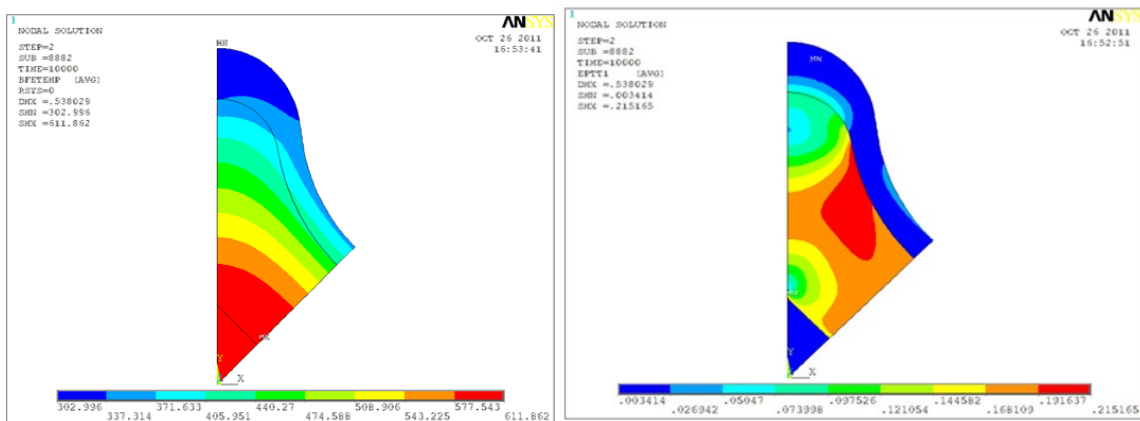 1
ANSYS
NODAL SOLUTION
OCT 26 2011
16:53:41
STEP=2
SUB =8882
TIME=10000
BFETEMP (AVG)
RSYS=0
DMX =.538029
SMN =302.996
SMX =611.862
MN
MX
Y
X
302.996 371.633 440.27 508.906 577.543
337.314 405.951 474.588 543.225 611.862
1
ANSYS
NODAL SOLUTION
OCT 26 2011
16:52:51
STEP=2
SUB =8882
TIME=10000
EPTT1 (AVG)
DMX =.538029
SMN =.003414
SMX =.215165
MN
Y
X
.003414 .05047 .097526 .144582 .191637
.026942 .073998 .121054 .168109 .215165